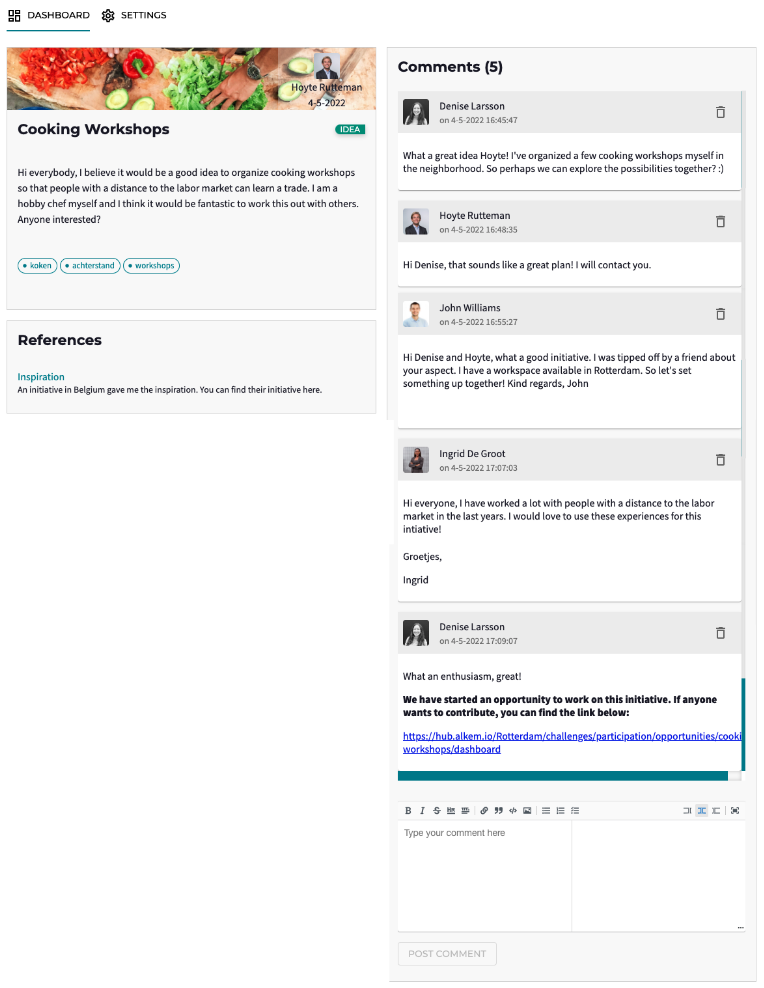 DASHBOARD
SETTINGS
Hoyte Rutteman
4-5-2022
Cooking Workshops
IDEA
Hi everybody, I believe it would be a good idea to organize cooking workshops
so that people with a distance to the labor market can learn a trade. I am a
hobby chef myself and I think it would be fantastic to work this out with others.
Anyone interested?
koken
achterstand
workshops
References
Inspiration
An initiative in Belgium gave me the inspiration. You can find their initiative here.
Comments (5)
Denise Larsson
on 4-5-2022 16:45:47
What a great idea Hoyte! I've organized a few cooking workshops myself in
the neighborhood. So perhaps we can explore the possibilities together? :)
Hoyte Rutteman
on 4-5-2022 16:48:35
Hi Denise, that sounds like a great plan! I will contact you.
John Williams
on 4-5-2022 16:55:27
Hi Denise and Hoyte, what a good initiative. I was tipped off by a friend about
your aspect. I have a workspace available in Rotterdam. So let's set
something up together! Kind regards, John
Ingrid De Groot
on 4-5-2022 17:07:03
Hi everyone, I have worked a lot with people with a distance to the labor
market in the last years. I would love to use these experiences for this
intiative!
Groetjes,
Ingrid
Denise Larsson
on 4-5-2022 17:09:07
What an enthusiasm, great!
We have started an opportunity to work on this initiative. If anyone
wants to contribute, you can find the link below:
https://hub.alkem.io/Rotterdam/challenges/participation/opportunities/cooki
workshops/dashboard
Type your comment here
POST COMMENT